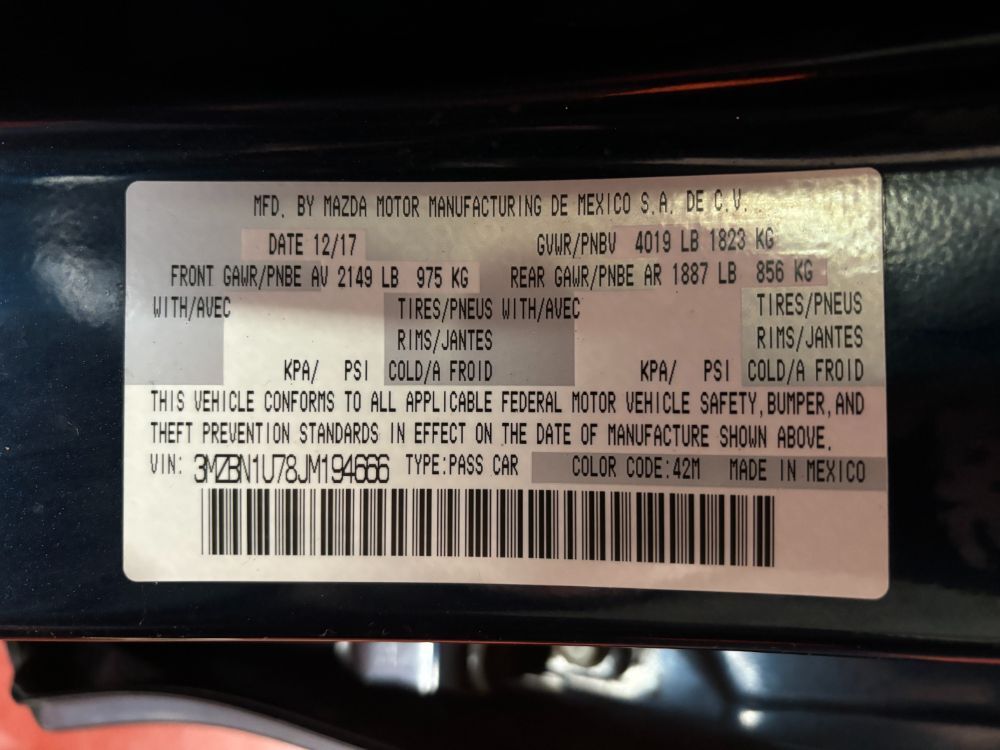 MFD. BY MAZDA MOTOR MANUFACTURING DE MEXICO S.A. DE C.V.
DATE 12/17 GVWR/PNBV 4019 LB 1823 KG
FRONT GAWR/PNBE AV 2149 LB 975 KG REAR GAWR/PNBE AR 1887 LB 856 KG
WITH/AVEC TIRES/PNEUS WITH/AVEC TIRES/PNEUS
RIMS/JANTES RIMS/JANTES
KPA/ PSI COLD/A FROID KPA/ PSI COLD/A FROID
THIS VEHICLE CONFORMS TO ALL APPLICABLE FEDERAL MOTOR VEHICLE SAFETY, BUMPER, AND
THEFT PREVENTION STANDARDS IN EFFECT ON THE DATE OF MANUFACTURE SHOWN ABOVE.
VIN: 3MZBN1U78JM194666 TYPE:PASS CAR COLOR CODE:42M MADE IN MEXICO